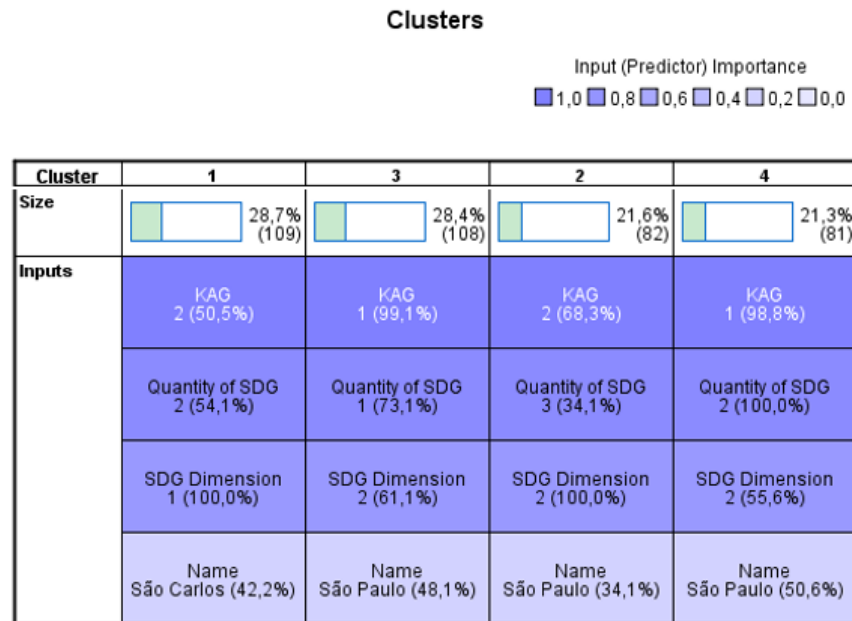 Clusters
Input (Predictor) Importance
1,0 0,8 0,6 0,4 0,2 0,0
Cluster 1 3 2 4
Size 28,7% 28,4% 21,6% 21,3%
(109) (108) (82) (81)
Inputs
KAG KAG KAG KAG
2 (50,5%) 1 (99,1%) 2 (68,3%) 1 (98,8%)
Quantity of SDG Quantity of SDG Quantity of SDG Quantity of SDG
2 (54,1%) 1 (73,1%) 3 (34,1%) 2 (100,0%)
SDG Dimension SDG Dimension SDG Dimension SDG Dimension
1 (100,0%) 2 (61,1%) 2 (100,0%) 2 (55,6%)
Name Name Name Name
São Carlos (42,2%) São Paulo (48,1%) São Paulo (34,1%) São Paulo (50,6%)